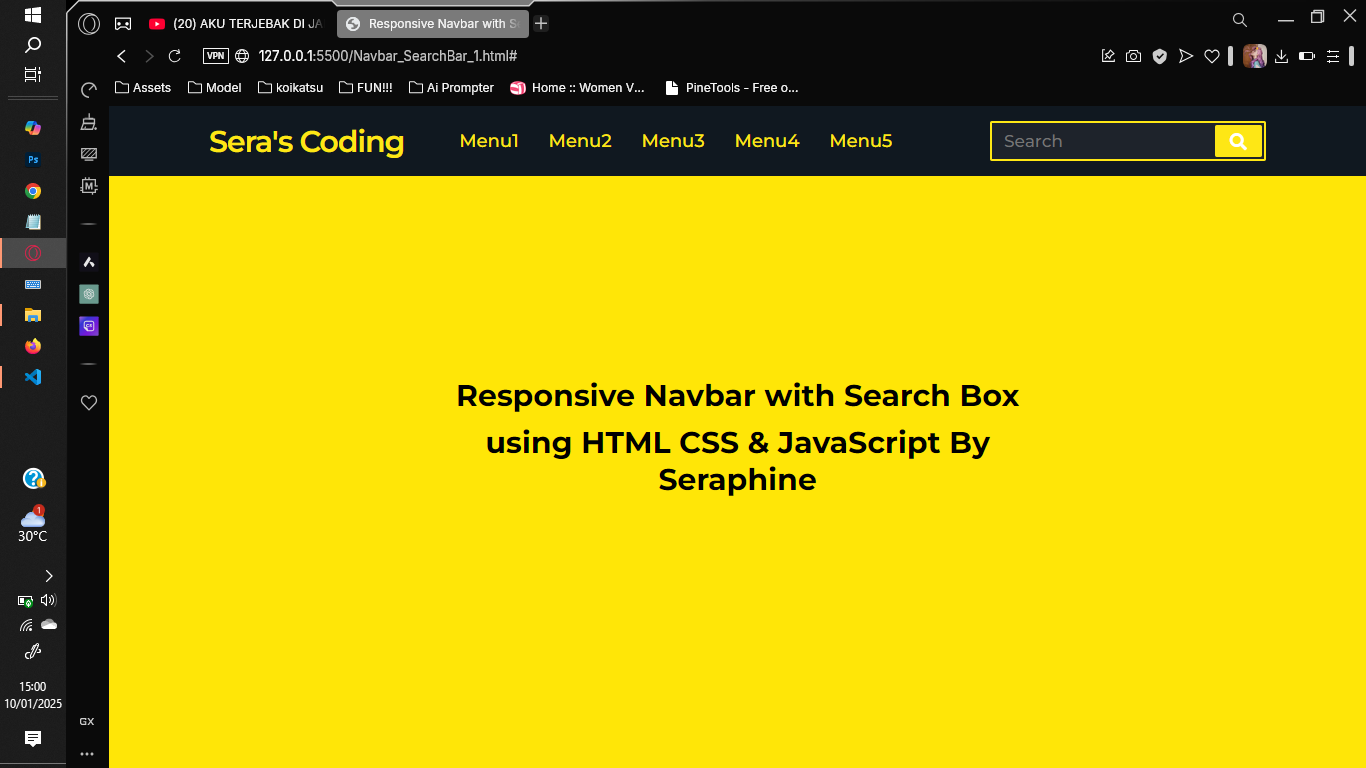 (20) AKU TERJEBAK DI JA
Responsive Navbar with S
VPN
127.0.0.1:5500/Navbar_SearchBar_1.html#
Assets
Model
koikatsu
FUN!!!
Ai Prompter
Home :: Women V...
PineTools - Free o...
Sera's Coding
Menu1
Menu2
Menu3
Menu4
Menu5
Search
Responsive Navbar with Search Box
using HTML CSS & JavaScript By
Seraphine
Ps
M
1
30°C
15:00
10/01/2025
GX